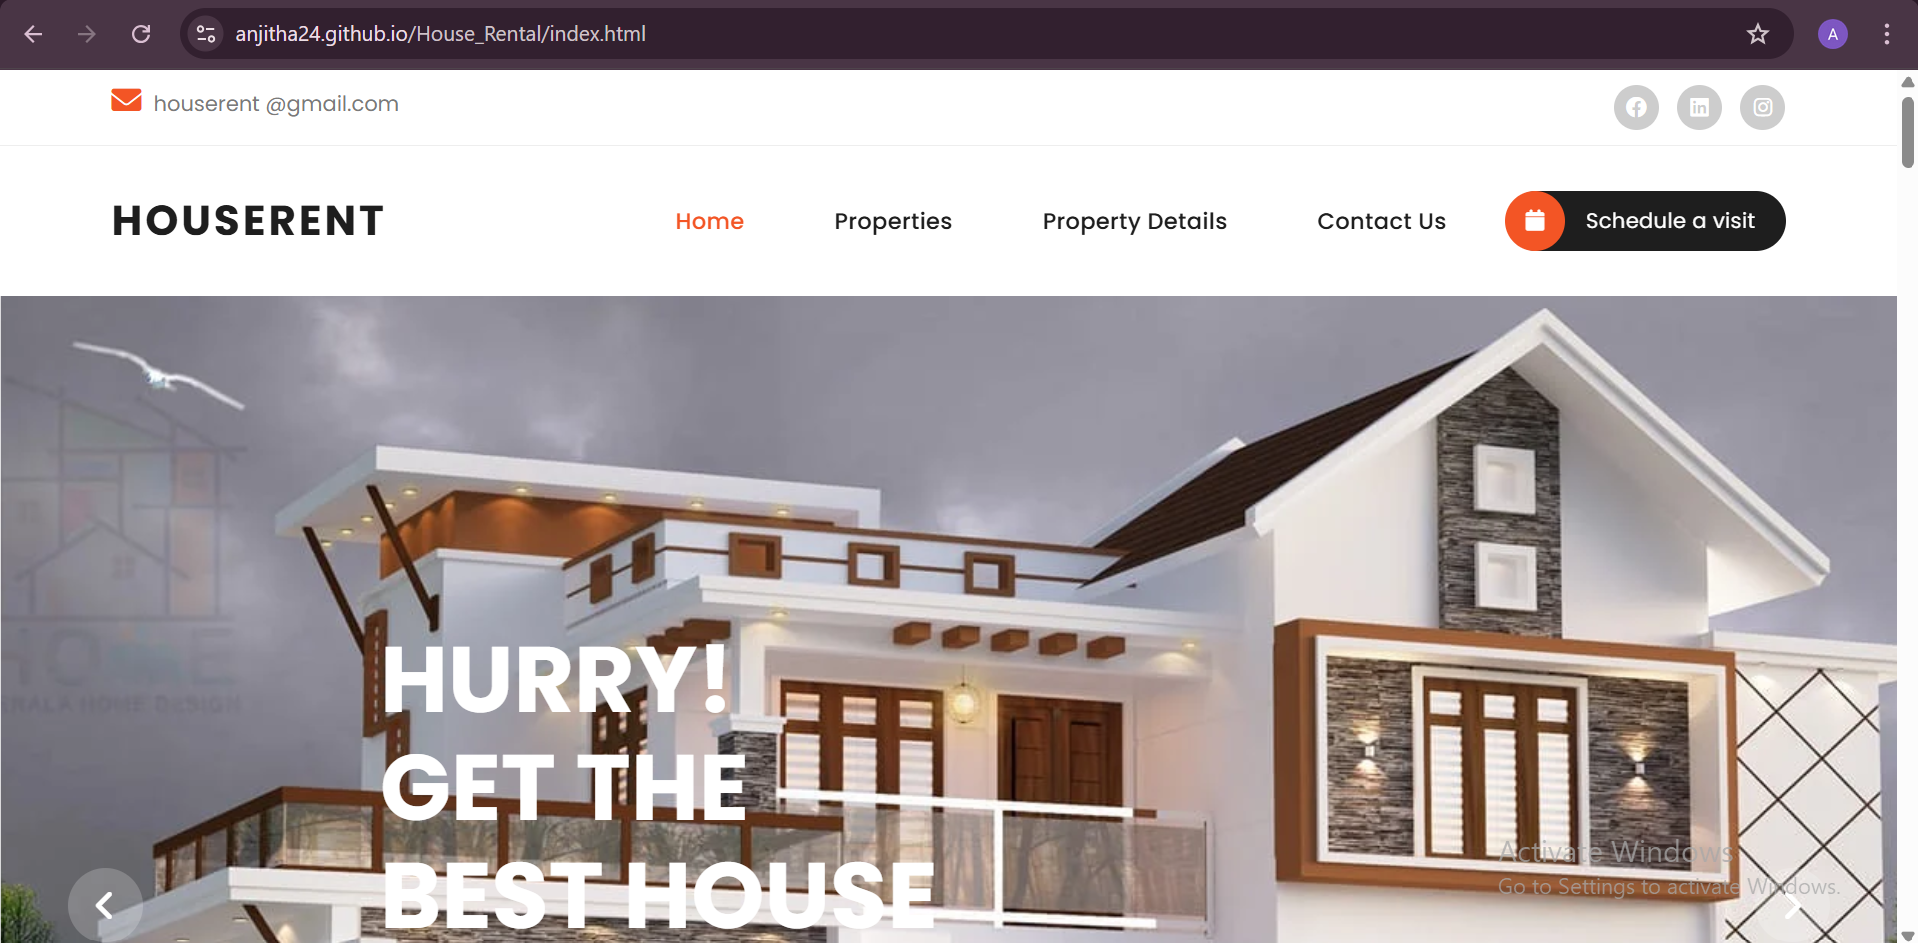 anjitha24.github.io/House_Rental/index.html
A
houserent @gmail.com
HOUSERENT
Home
Properties
Property Details
Contact Us
Schedule a visit
HOME
KERALA HOME DESIGN
HURRY!
GET THE
BEST HOUSE
Activate Windows
Go to Settings to activate Windows.